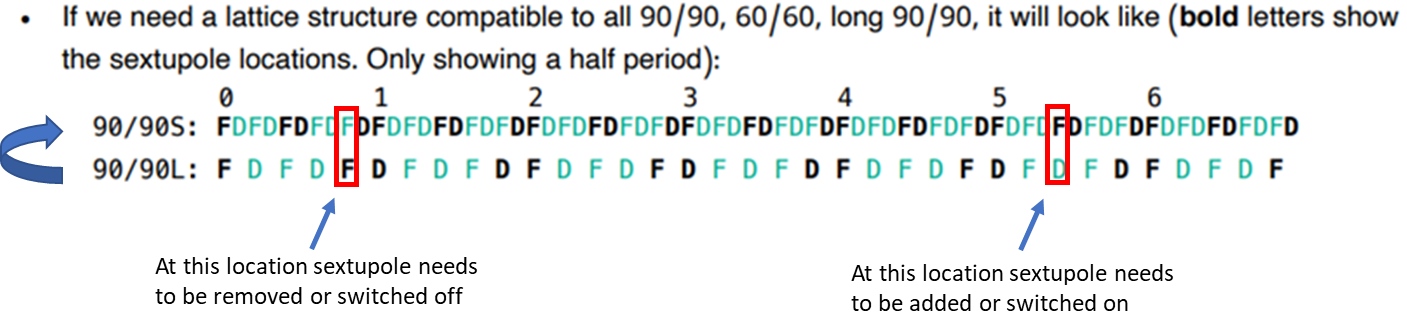 • If we need a lattice structure compatible to all 90/90, 60/60, long 90/90, it will look like (bold letters show
the sextupole locations. Only showing a half period):
0 1 2 3 4 5 6
90/90S: FDFDFDFDFDFDFDFDFDFDFDFDFDFDFDFDFDFDFDFDFDFDFDFDFDFDFDFDFDFDFDFDFDFDFD
90/90L: F D F D F D F D F D F D F D F D F D F D F D F D F D F D F D F D F D F
At this location sextupole needs
to be removed or switched off
At this location sextupole needs
to be added or switched on